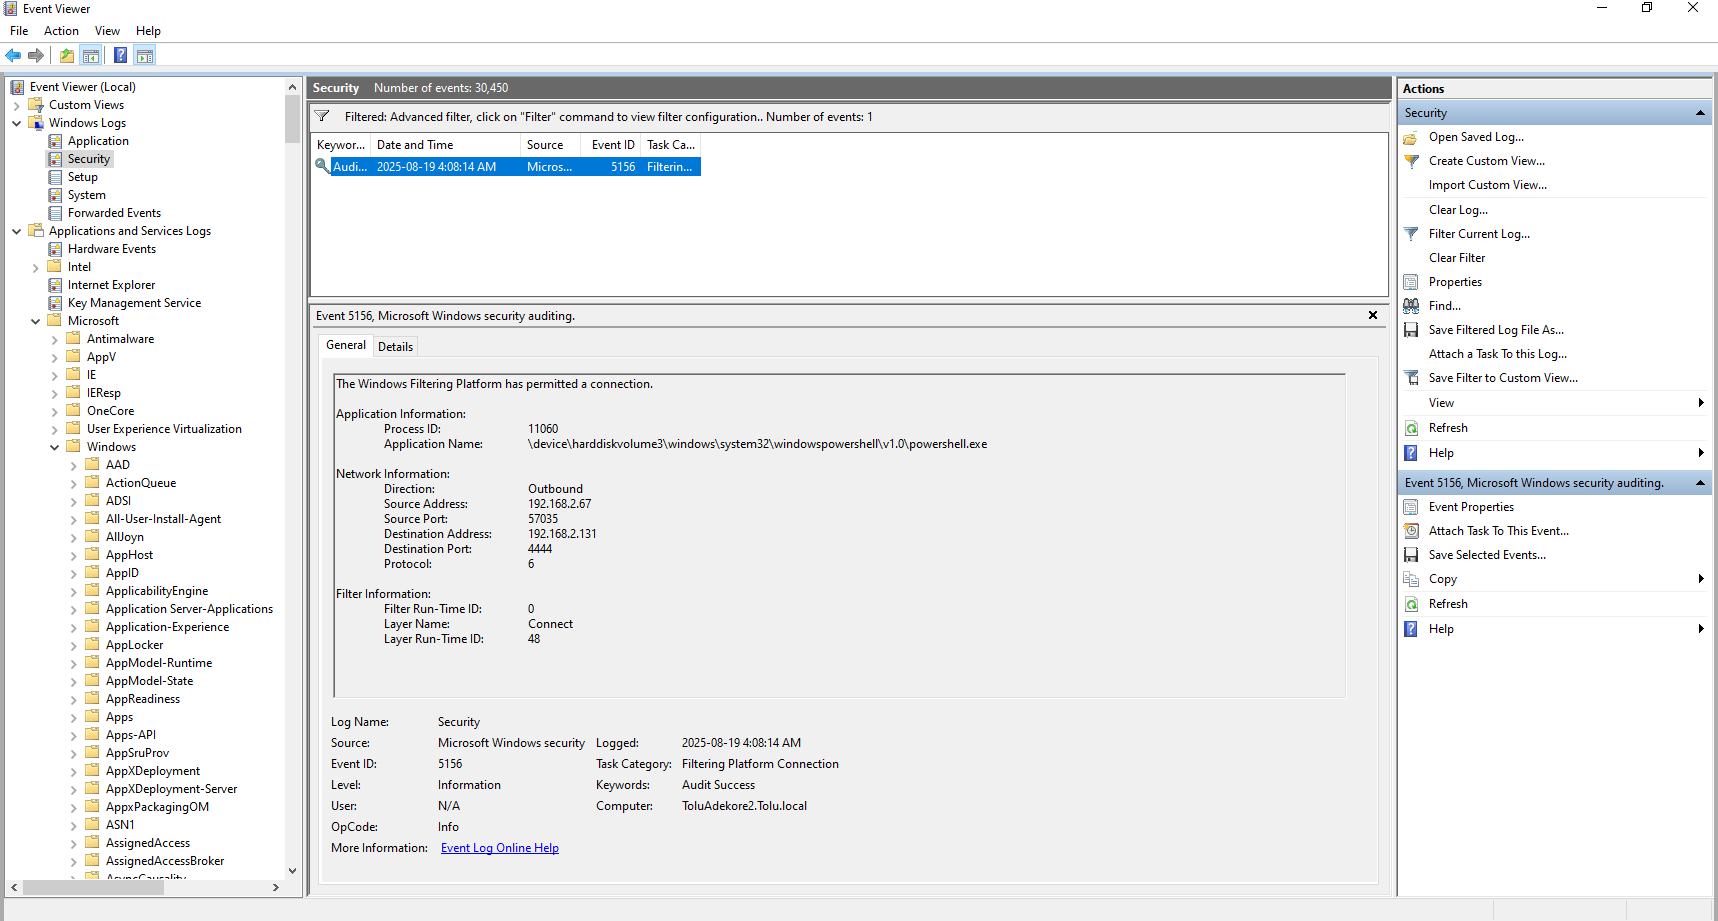 Event Viewer
File Action View Help
Event Viewer (Local)
Custom Views
Windows Logs
Application
Security
Setup
System
Forwarded Events
Applications and Services Logs
Hardware Events
Intel
Internet Explorer
Key Management Service
Microsoft
Antimalware
AppV
IE
IEResp
OneCore
User Experience Virtualization
Windows
AAD
ActionQueue
ADSI
All-User-Install-Agent
AllJoyn
AppHost
AppID
ApplicabilityEngine
Application Server-Applications
Application-Experience
AppLocker
AppModel-Runtime
AppModel-State
AppReadiness
Apps
Apps-API
AppSruProv
AppXDeployment
AppXDeployment-Server
AppxPackagingOM
ASN1
AssignedAccess
AssignedAccessBroker
AsyncCausality
Security Number of events: 30,450
Filtered: Advanced filter, click on "Filter" command to view filter configuration.. Number of events: 1
Keywor... Date and Time Source Event ID Task Ca...
Audi... 2025-08-19 4:08:14 AM Micros... 5156 Filterin...
Event 5156, Microsoft Windows security auditing.
General Details
The Windows Filtering Platform has permitted a connection.
Application Information:
Process ID: 11060
Application Name: \device\harddiskvolume3\windows\system32\windowspowershell\v1.0\powershell.exe
Network Information:
Direction: Outbound
Source Address: 192.168.2.67
Source Port: 57035
Destination Address: 192.168.2.131
Destination Port: 4444
Protocol: 6
Filter Information:
Filter Run-Time ID: 0
Layer Name: Connect
Layer Run-Time ID: 48
Log Name: Security
Source: Microsoft Windows security Logged: 2025-08-19 4:08:14 AM
Event ID: 5156 Task Category: Filtering Platform Connection
Level: Information Keywords: Audit Success
User: N/A Computer: ToluAdekore2.Tolu.local
OpCode: Info
More Information: Event Log Online Help
Actions
Security
Open Saved Log...
Create Custom View...
Import Custom View...
Clear Log...
Filter Current Log...
Clear Filter
Properties
Find...
Save Filtered Log File As...
Attach a Task To this Log...
Save Filter to Custom View...
View
Refresh
Help
Event 5156, Microsoft Windows security auditing.
Event Properties
Attach Task To This Event...
Save Selected Events...
Copy
Refresh
Help